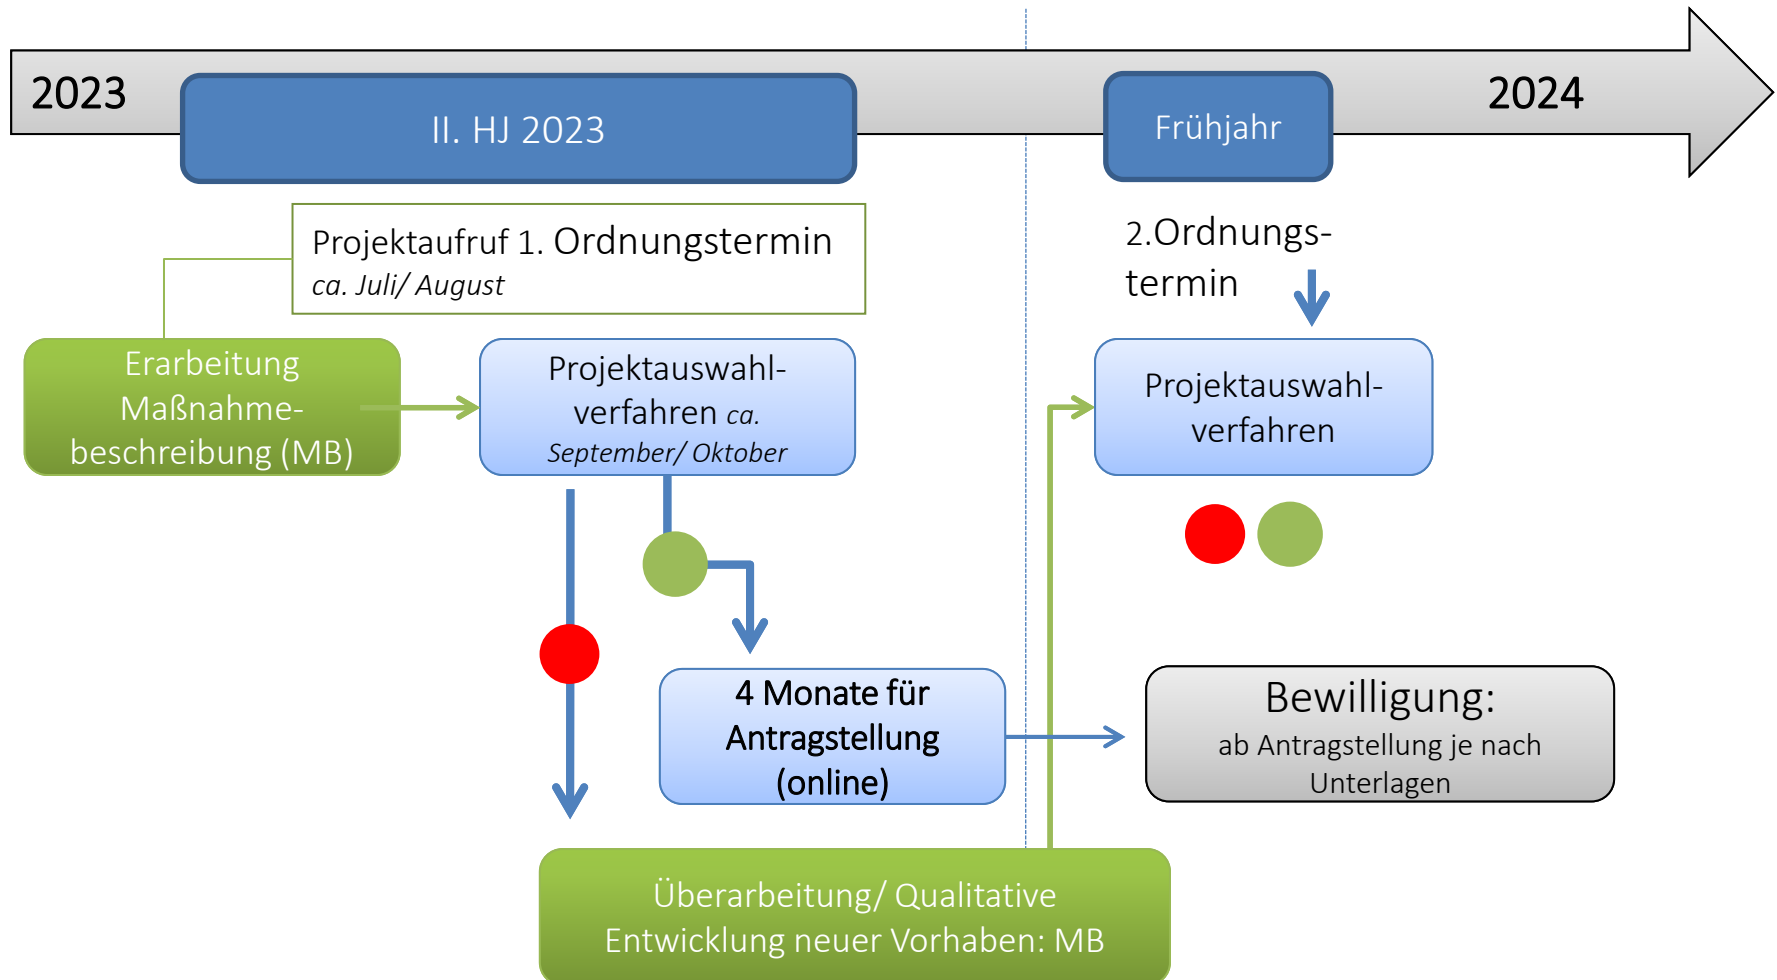 2023
2024
II. HJ 2023
Frühjahr
Projektaufruf 1. Ordnungstermin
ca. Juli/ August
2.Ordnungs-
termin
Erarbeitung
Maßnahme-
beschreibung (MB)
Projektauswahl-
verfahren ca.
September/ Oktober
Projektauswahl-
verfahren
4 Monate für
Antragstellung
(online)
Bewilligung:
ab Antragstellung je nach
Unterlagen
Überarbeitung/ Qualitative
Entwicklung neuer Vorhaben: MB